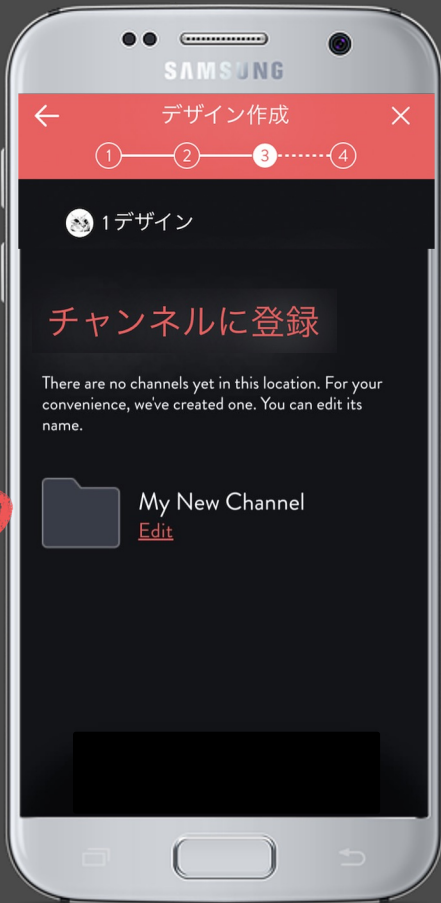 SAMSUNG
デザイン作成
1 2 3 4
1デザイン
チャンネルに登録
There are no channels yet in this location. For your
convenience, we've created one. You can edit its
name.
My New Channel
Edit